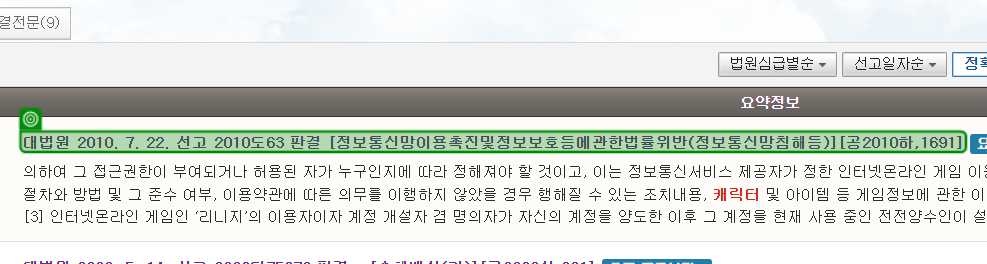 결전문(9)
법원심급별순 선고일자순 정확
요약정보
대법원 2010. 7. 22. 선고 2010도63 판결 [정보통신망이용촉진및정보보호등에관한법률위반(정보통신망침해등)][공2010하,1691]
의하여 그 접근권한이 부여되거나 허용된 자가 누구인지에 따라 정해져야 할 것이고, 이는 정보통신서비스 제공자가 정한 인터넷온라인 게임 이용
절차와 방법 및 그 준수 여부, 이용약관에 따른 의무를 이행하지 않았을 경우 행해질 수 있는 조치내용, 캐릭터 및 아이템 등 게임정보에 관한 이
[3] 인터넷온라인 게임인 '리니지'의 이용자이자 계정 개설자 겸 명의자가 자신의 계정을 양도한 이후 그 계정을 현재 사용 중인 전전양수인이 설